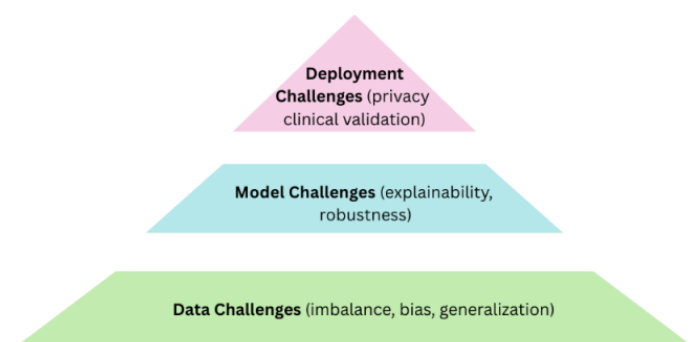 Deployment
Challenges (privacy
clinical validation)
Model Challenges (explainability,
robustness)
Data Challenges (imbalance, bias, generalization)